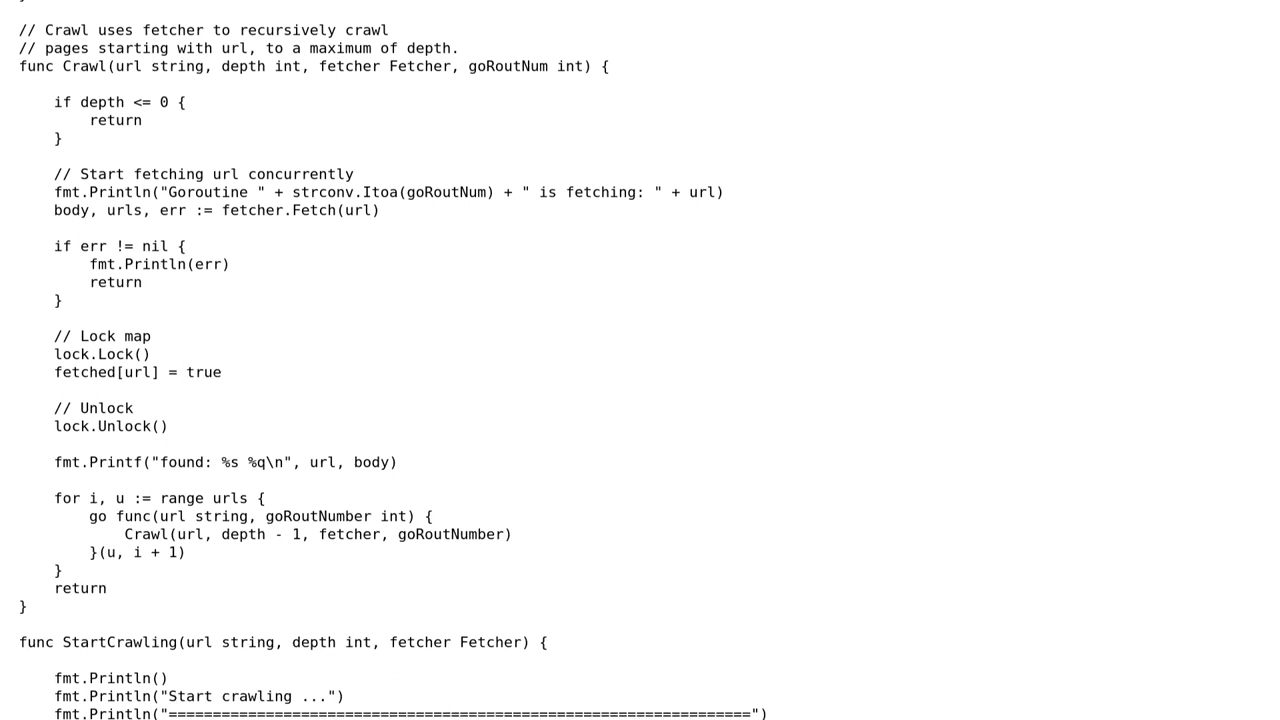 }
// Crawl uses fetcher to recursively crawl
// pages starting with url, to a maximum of depth.
func Crawl(url string, depth int, fetcher Fetcher, goRoutNum int) {
    if depth <= 0 {
        return
    }
    // Start fetching url concurrently
    fmt.Println("Goroutine " + strconv.Itoa(goRoutNum) + " is fetching: " + url)
    body, urls, err := fetcher.Fetch(url)
    if err != nil {
        fmt.Println(err)
        return
    }
    // Lock map
    lock.Lock()
    fetched[url] = true
    // Unlock
    lock.Unlock()
    fmt.Printf("found: %s %q\n", url, body)
    for i, u := range urls {
        go func(url string, goRoutNumber int) {
            Crawl(url, depth - 1, fetcher, goRoutNumber)
        }(u, i + 1)
    }
    return
}
func StartCrawling(url string, depth int, fetcher Fetcher) {
    fmt.Println()
    fmt.Println("Start crawling ...")
    fmt.Println("==================================================================")